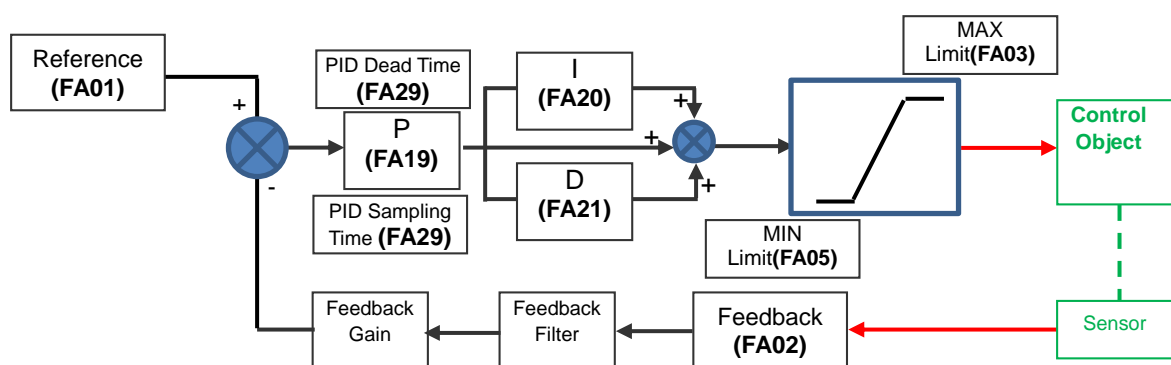 Reference
(FA01)
+
-
PID Dead Time
(FA29)
P
(FA19)
PID Sampling
Time (FA29)
I
(FA20)
D
(FA21)
+
+
+
MAX
Limit(FA03)
MIN
Limit(FA05)
Control
Object
Sensor
Feedback
(FA02)
Feedback
Filter
Feedback
Gain